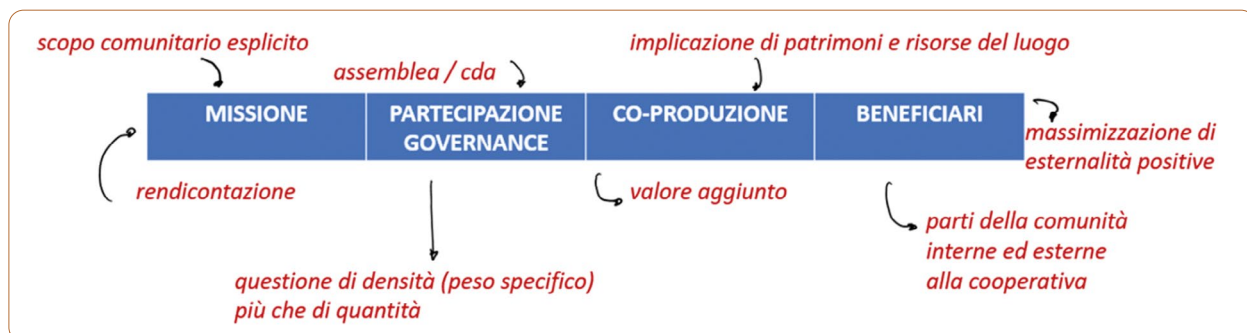 scopo comunitario esplicito
implicazione di patrimoni e risorse del luogo
assemblea / cda
MISSIONE
PARTECIPAZIONE
GOVERNANCE
CO-PRODUZIONE
BENEFICIARI
massimizzazione di
esternalità positive
rendicontazione
valore aggiunto
parti della comunità
interne ed esterne
alla cooperativa
questione di densità (peso specifico)
più che di quantità